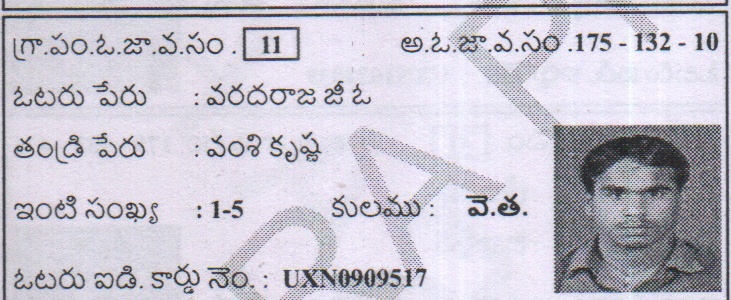 గ్రా.పం.ఓ.జా.వ.సం . 11 అ.ఓ.జా.వ.సం .175 - 132 - 10
ఓటరు పేరు : వరదరాజ జీ ఓ
తండ్రి పేరు : వంశి కృష్ణ
ఇంటి సంఖ్య : 1-5 కులము : వె.త.
ఓటరు ఐడి. కార్డు నెం. : UXN0909517